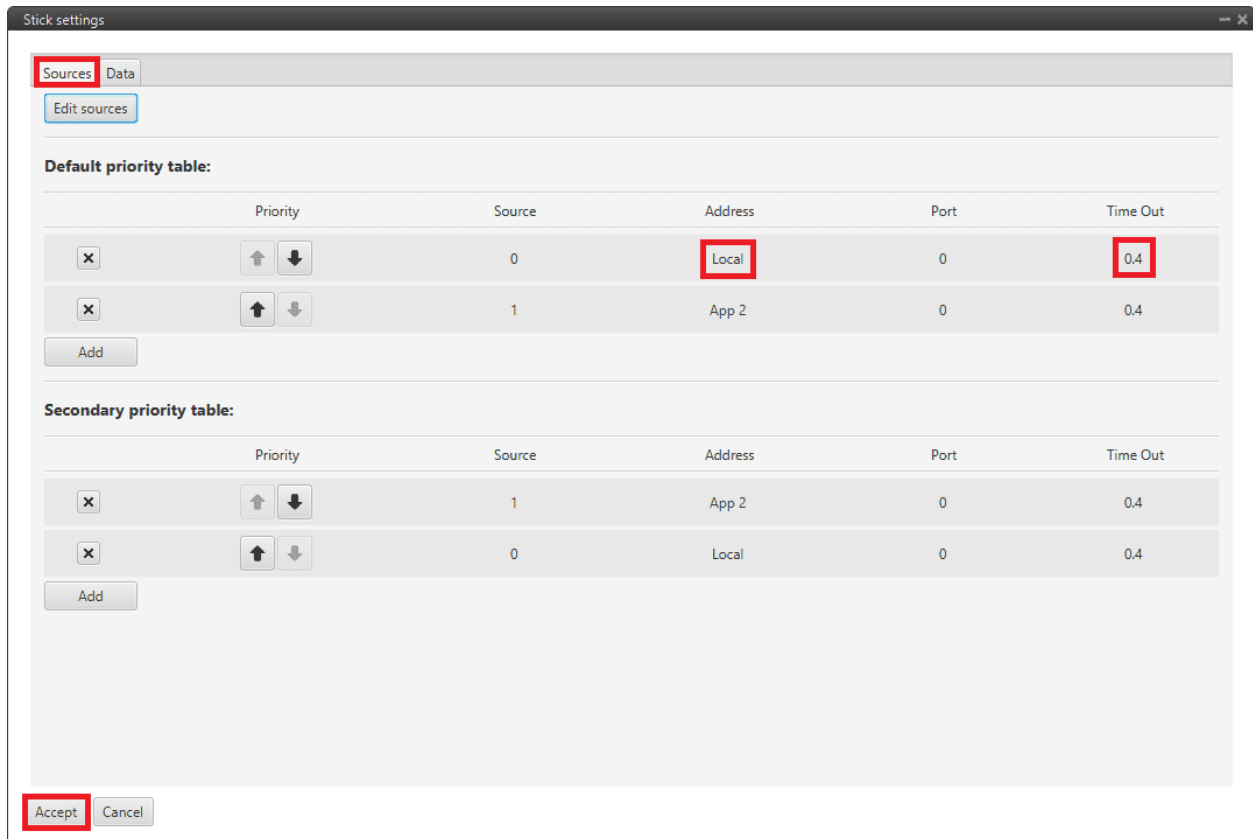 Stick settings
Sources Data
Edit sources
Default priority table:
Priority Source Address Port Time Out
0 Local 0 0.4
1 App 2 0 0.4
Add
Secondary priority table:
Priority Source Address Port Time Out
1 App 2 0 0.4
0 Local 0 0.4
Add
Accept Cancel